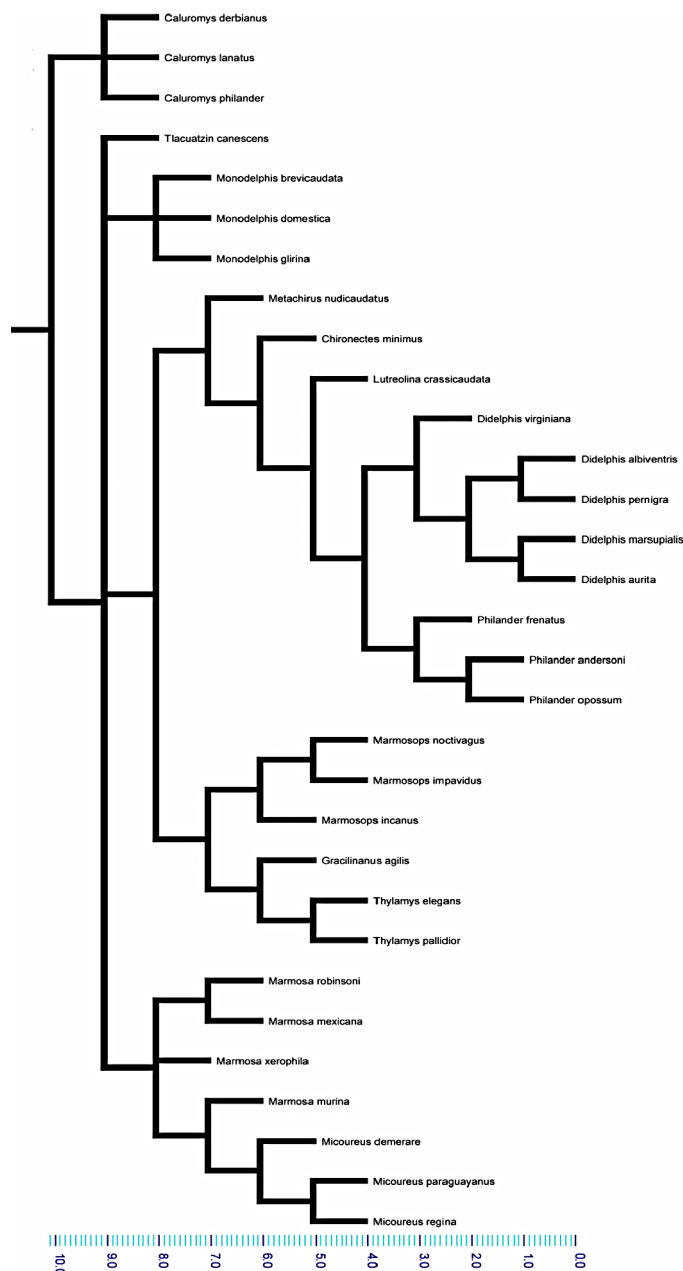 Caluromys derbianus
Caluromys lanatus
Caluromys philander
Tlacuatzin canescens
Monodelphis brevicaudata
Monodelphis domestica
Monodelphis glirina
Metachirus nudicaudatus
Chironectes minimus
Lutreolina crassicaudata
Didelphis virginiana
Didelphis albiventris
Didelphis pernigra
Didelphis marsupialis
Didelphis aurita
Philander frenatus
Philander andersoni
Philander opossum
Marmosops noctivagus
Marmosops impavidus
Marmosops incanus
Gracilinanus agilis
Thylamys elegans
Thylamys pallidior
Marmosa robinsoni
Marmosa mexicana
Marmosa xerophila
Marmosa murina
Micoureus demerare
Micoureus paraguayanus
Micoureus regina
10.0 9.0 8.0 7.0 6.0 5.0 4.0 3.0 2.0 1.0 0.0